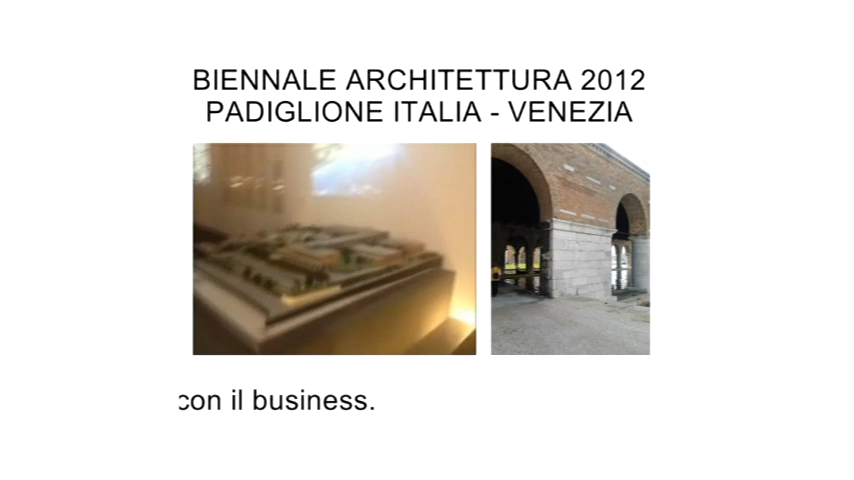 BIENNALE ARCHITETTURA 2012
PADIGLIONE ITALIA - VENEZIA
con il business.